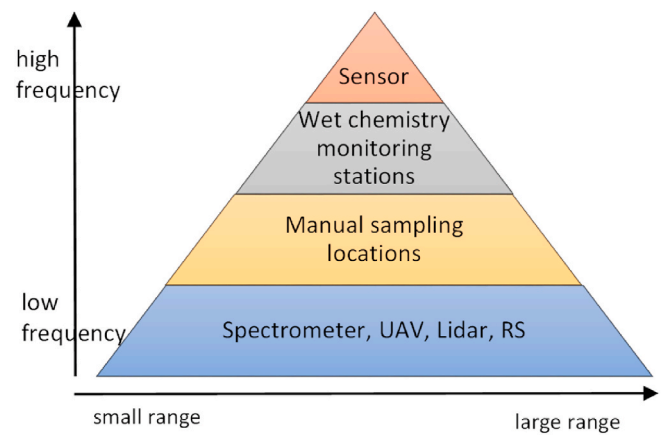 high
frequency
Sensor
Wet chemistry
monitoring
stations
Manual sampling
locations
low
frequency
Spectrometer, UAV, Lidar, RS
small range
large range